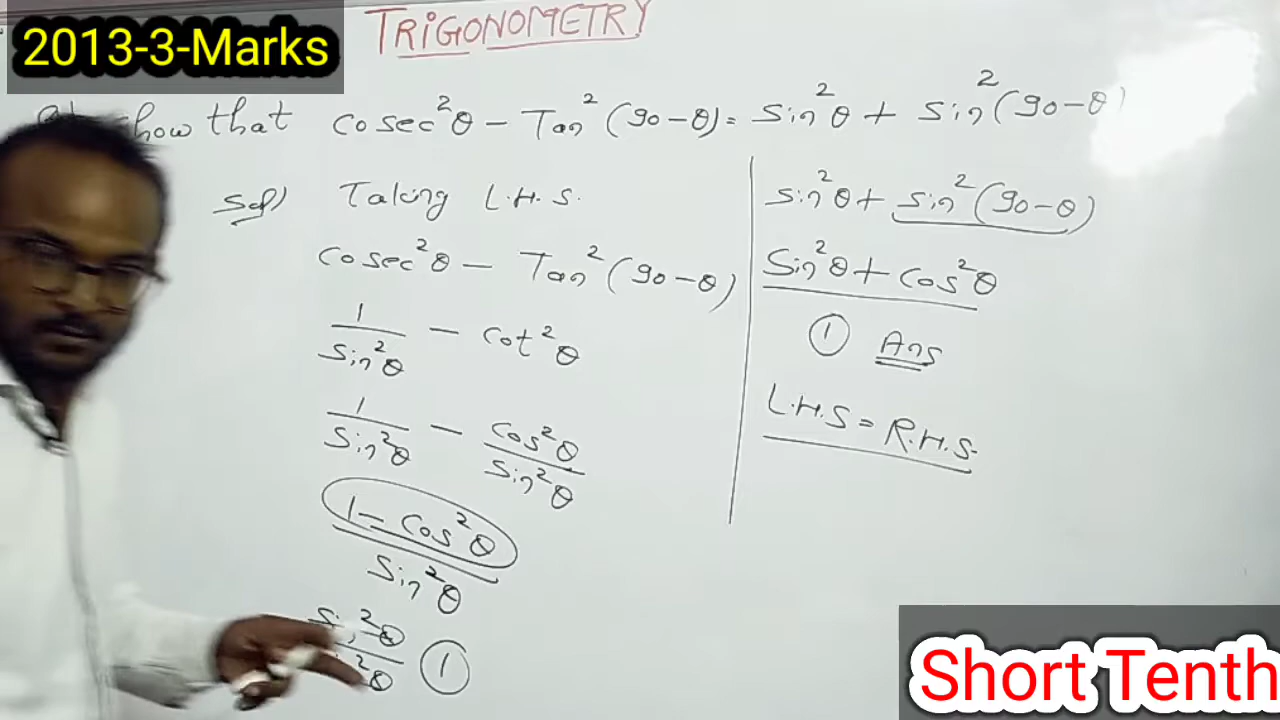 TRIGONOMETRY
2013-3-Marks
show that cosec²θ - Tan²(90-θ) = sin²θ + sin²(90-θ)
Sol) Taking L.H.S.
cosec²θ - Tan²(90-θ)
1/sin²θ - cot²θ
1/sin²θ - cos²θ/sin²θ
1 - cos²θ/sin²θ
sin²θ/²θ 1
sin²θ + sin²(90-θ)
sin²θ + cos²θ
1 Ans
L.H.S = R.H.S.
Short Tenth